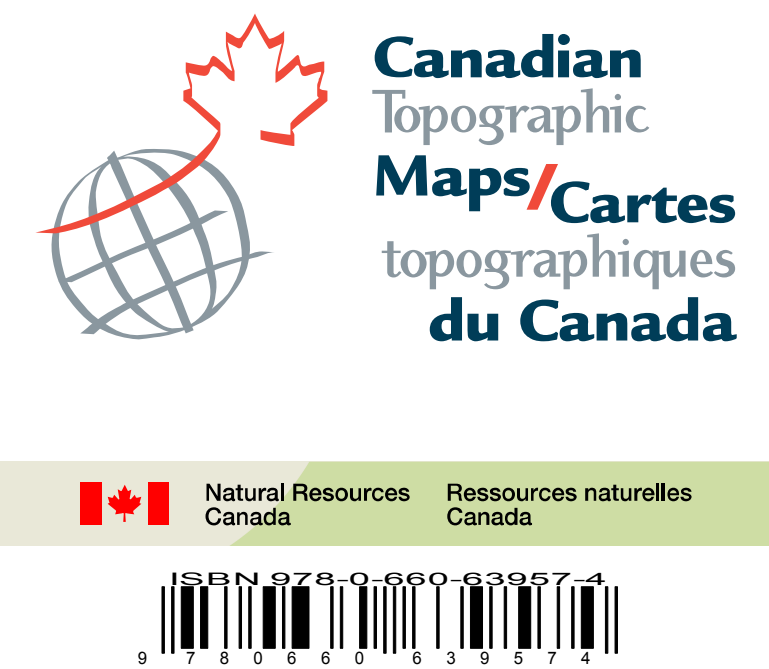 Canadian
Topographic
Maps/Cartes
topographiques
du Canada
Natural Resources
Canada
Ressources naturelles
Canada
ISBN 978-0-660-63957-4
9 780660 639574